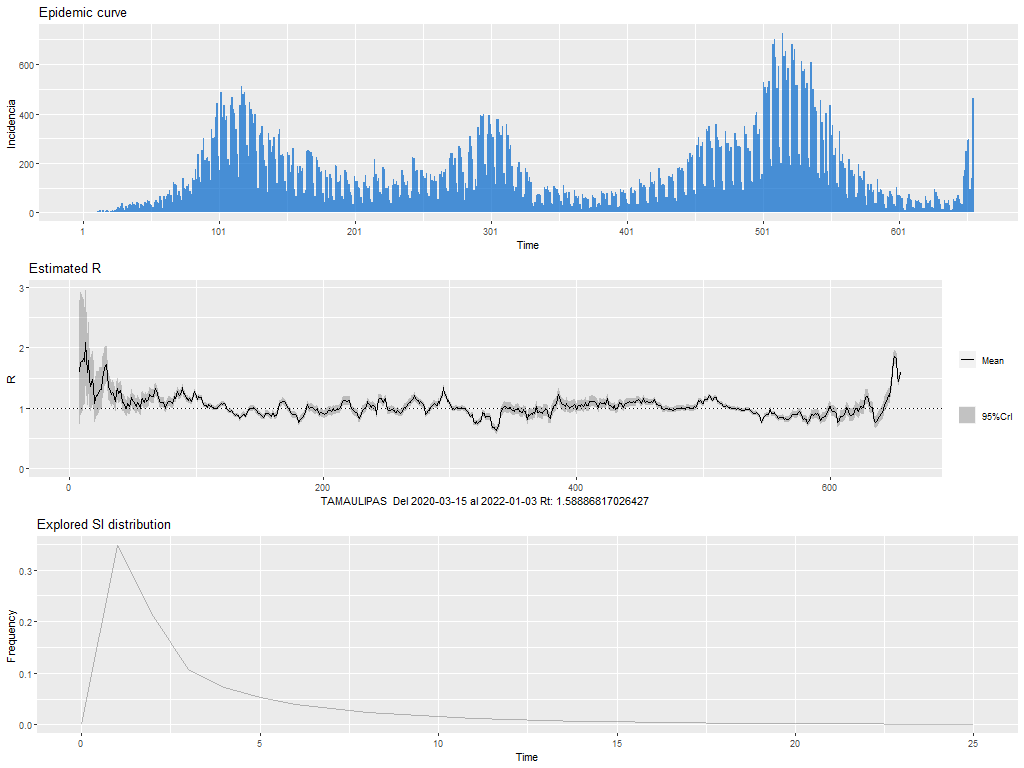 Epidemic curve
Incidencia
600
400
200
0
1
101
201
301
401
501
601
Time
Estimated R
R
3
2
1
0
0
200
400
600
Mean
95%CrI
TAMAULIPAS Del 2020-03-15 al 2022-01-03 Rt: 1.58886817026427
Explored SI distribution
Frequency
0.3
0.2
0.1
0.0
0
5
10
15
20
25
Time